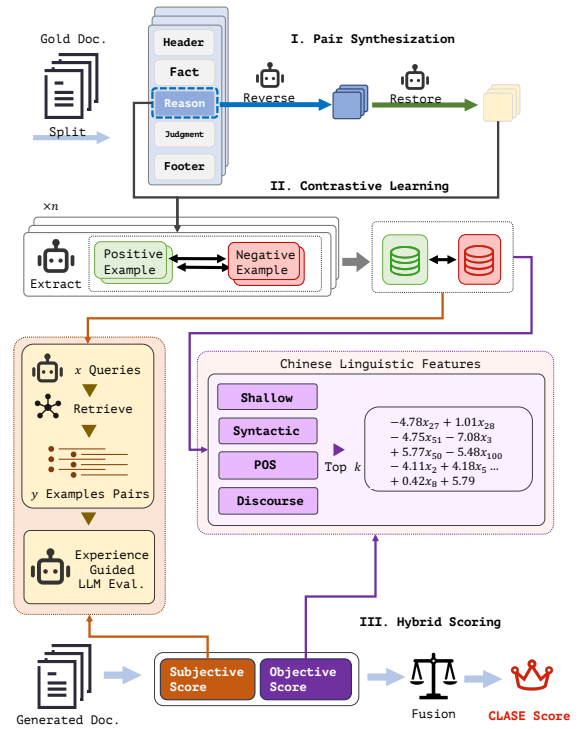 Gold Doc.
I. Pair Synthesization
Header
Fact
Reason
Reverse
Restore
Split
Judgment
Footer
II. Contrastive Learning
×n
Positive
Example
Negative
Example
Extract
x Queries
Retrieve
y Examples Pairs
Experience
Guided
LLM Eval.
Chinese Linguistic Features
Shallow
Syntactic
POS
Discourse
Top k
−4.78x₂₇ + 1.01x₂₈
− 4.75x₅₁ − 7.08x₃
+ 5.77x₅₀ − 5.48x₁₀₀
− 4.11x₂ + 4.18x₅ …
+ 0.42x₈ + 5.79
III. Hybrid Scoring
Subjective
Score
Objective
Score
Generated Doc.
Fusion
CLASE Score